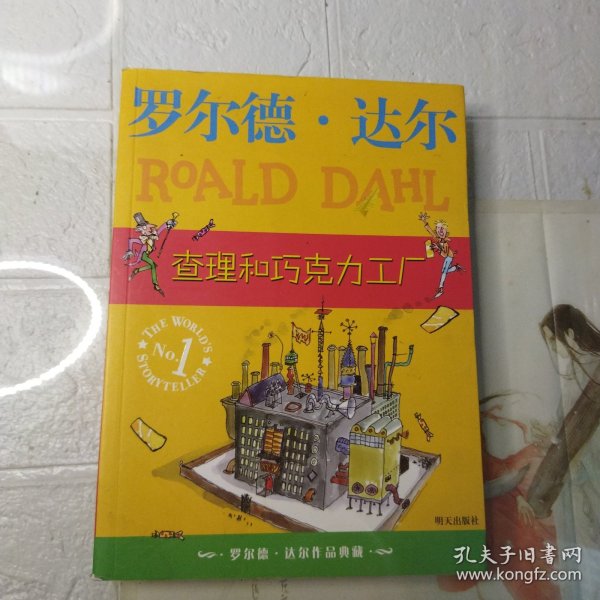 罗尔德·达尔
ROALD DAHL
查理和巧克力工厂
THE WORLD'S
No.1
STORYTELLER
明天出版社
·罗尔德·达尔作品典藏·
孔夫子旧书网
www.kongfz.com